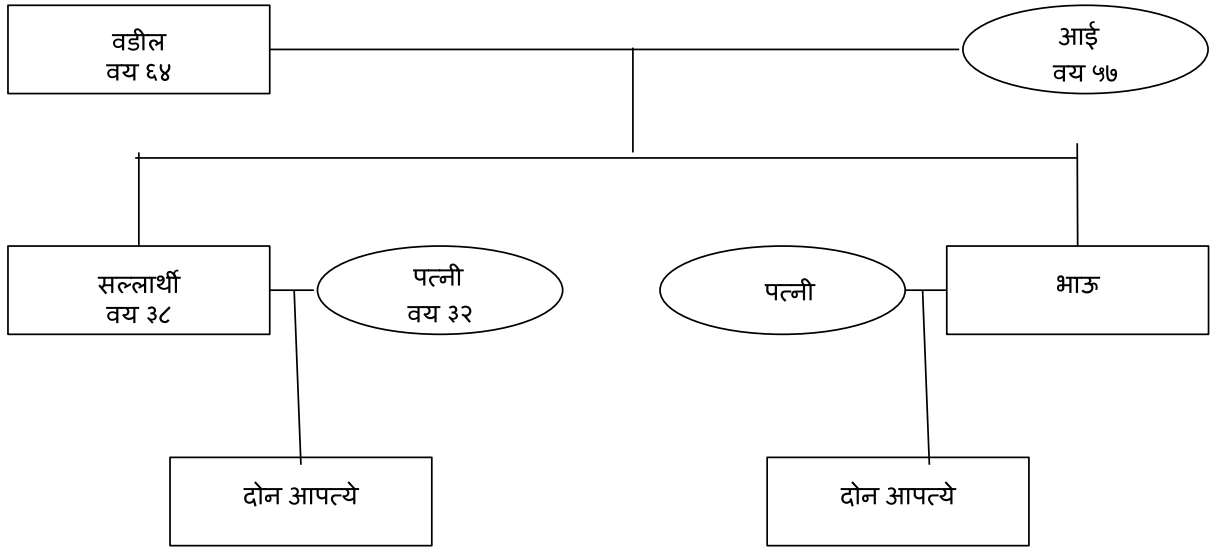 वडील
वय ६४
आई
वय ५७
सल्लार्थी
वय ३८
पत्नी
वय ३२
पत्नी
भाऊ
दोन आपत्ये
दोन आपत्ये